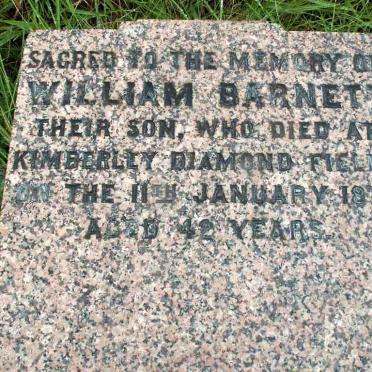 SACRED TO THE MEMORY O
WILLIAM BARNET
THEIR SON, WHO DIED AT
KIMBERLEY DIAMOND FIEL
ON THE 11TH JANUARY 18
AGED 42 YEARS.